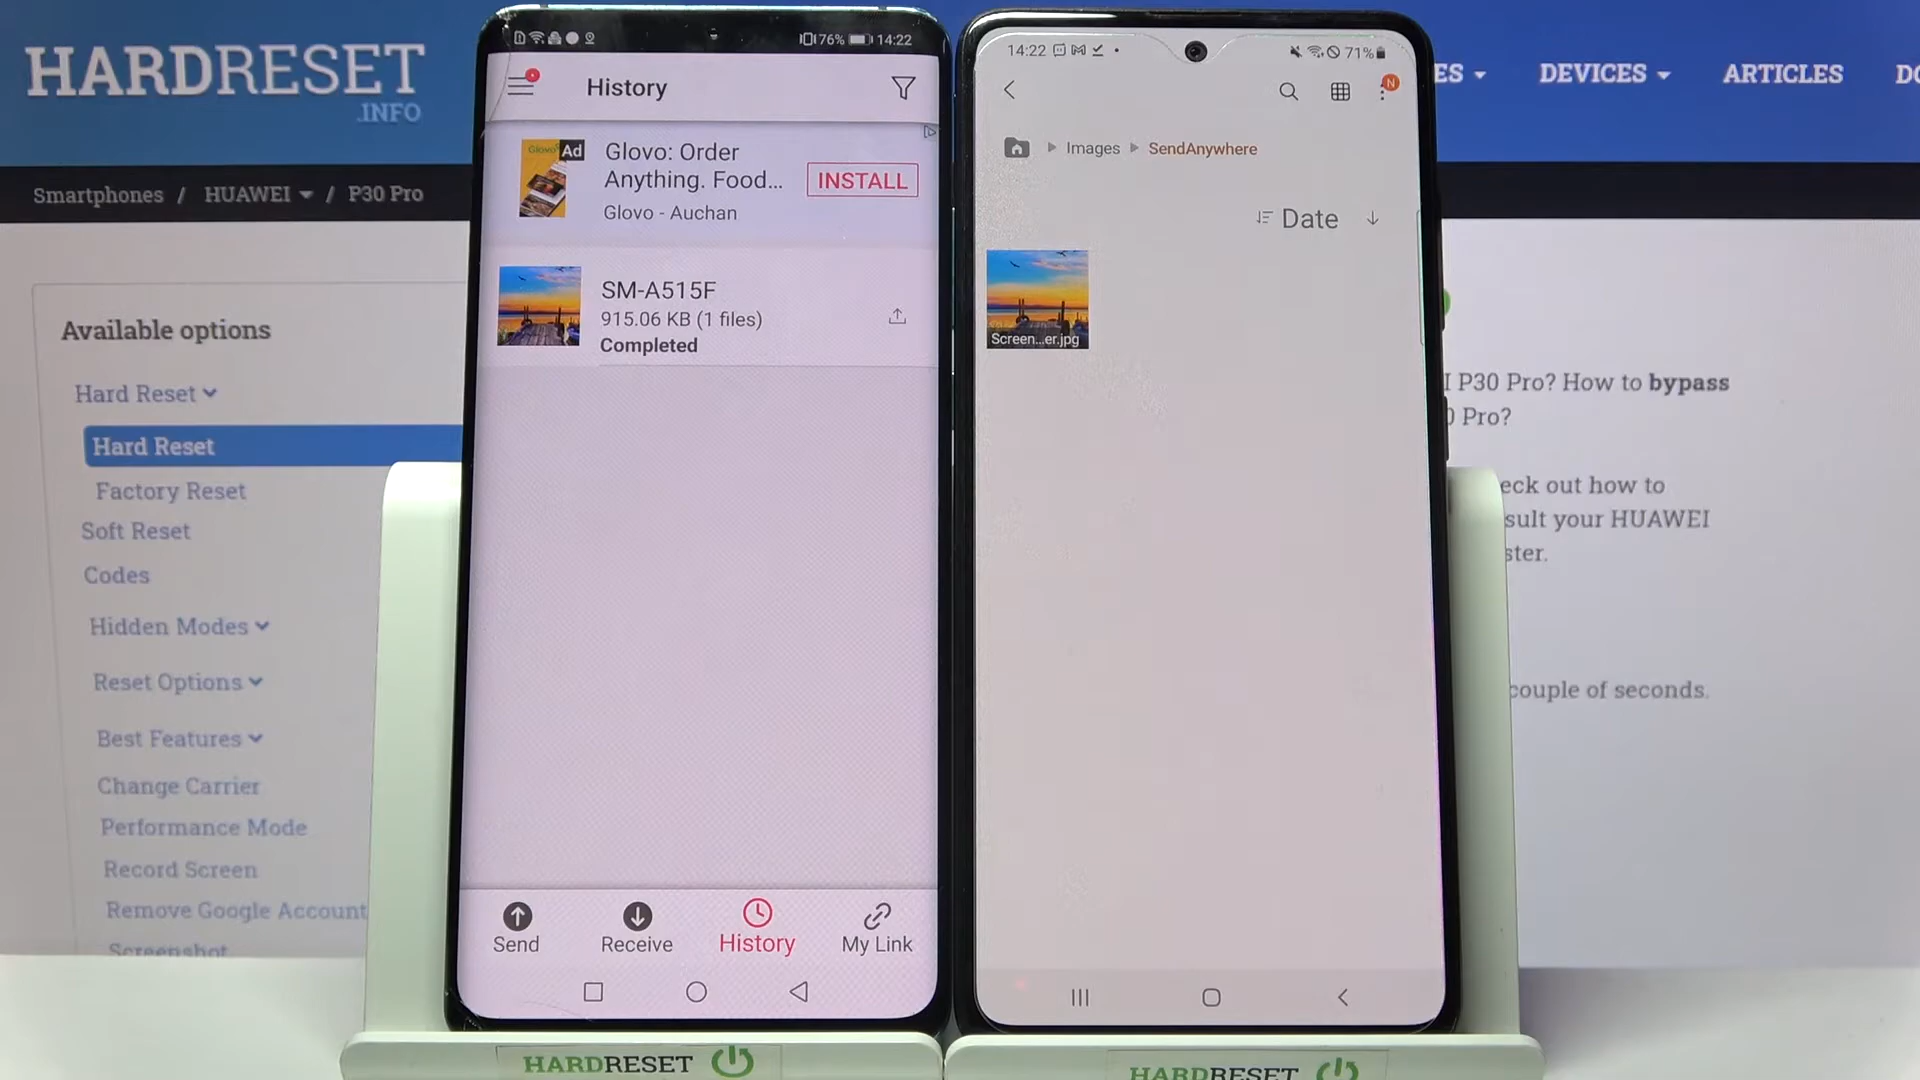 HARDRESET
.INFO
ES
DEVICES
ARTICLES
Smartphones / HUAWEI / P30 Pro
Available options
Hard Reset
Hard Reset
Factory Reset
Soft Reset
Codes
Hidden Modes
Reset Options
Best Features
Change Carrier
Performance Mode
Record Screen
Remove Google Account
Screenshot
76% 14:22
History
Ad
Glovo: Order
Anything. Food...
Glovo - Auchan
INSTALL
SM-A515F
915.06 KB (1 files)
Completed
Send
Receive
History
My Link
14:22
71%
N
Images
SendAnywhere
Date
Screen...er.jpg
P30 Pro? How to bypass
Pro?
eck out how to
sult your HUAWEI
ster.
couple of seconds.
HARDRESET
HARDRESET